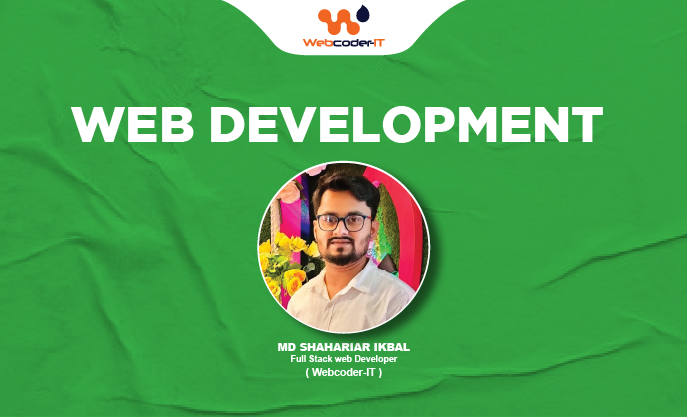 Webcoder-IT
WEB DEVELOPMENT
MD SHAHARIAR IKBAL
Full Stack web Developer
( Webcoder-IT )